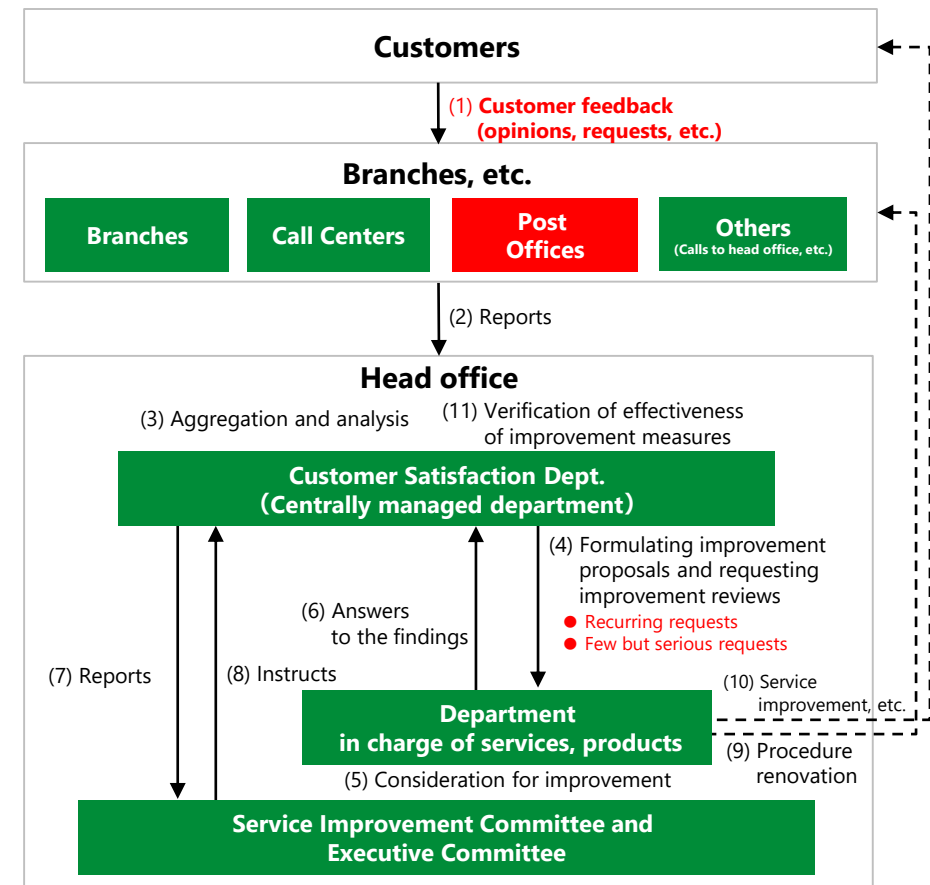 Customers
(1) Customer feedback
(opinions, requests, etc.)
Branches, etc.
Branches
Call Centers
Post
Offices
Others
(Calls to head office, etc.)
(2) Reports
Head office
(3) Aggregation and analysis
(11) Verification of effectiveness
of improvement measures
Customer Satisfaction Dept.
(Centrally managed department)
(4) Formulating improvement
proposals and requesting
improvement reviews
● Recurring requests
● Few but serious requests
(6) Answers
to the findings
(7) Reports
(8) Instructs
(10) Service
improvement, etc.
Department
in charge of services, products
(9) Procedure
renovation
(5) Consideration for improvement
Service Improvement Committee and
Executive Committee